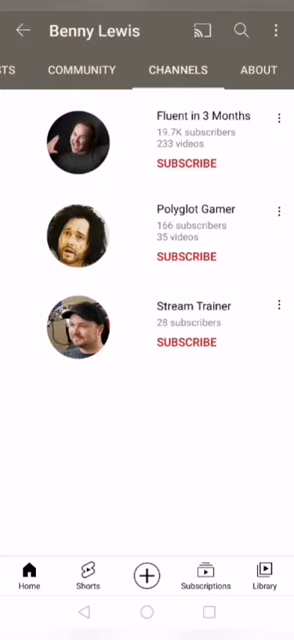 Benny Lewis
STS COMMUNITY CHANNELS ABOUT
Fluent in 3 Months
19.7K subscribers
233 videos
SUBSCRIBE
Polyglot Gamer
166 subscribers
35 videos
SUBSCRIBE
Stream Trainer
28 subscribers
SUBSCRIBE
Home Shorts Subscriptions Library